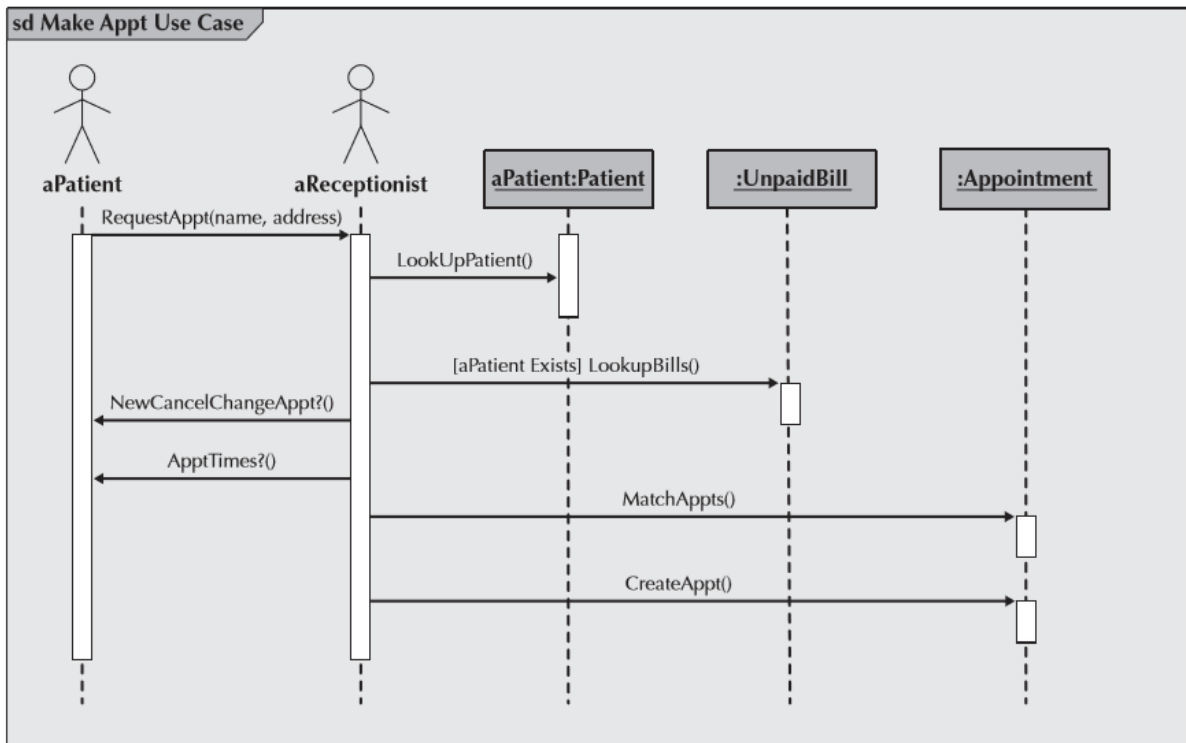 sd Make Appt Use Case
aPatient
aReceptionist
aPatient:Patient
:UnpaidBill
:Appointment
RequestAppt(name, address)
LookUpPatient()
[aPatient Exists] LookupBills()
NewCancelChangeAppt?()
ApptTimes?()
MatchAppts()
CreateAppt()